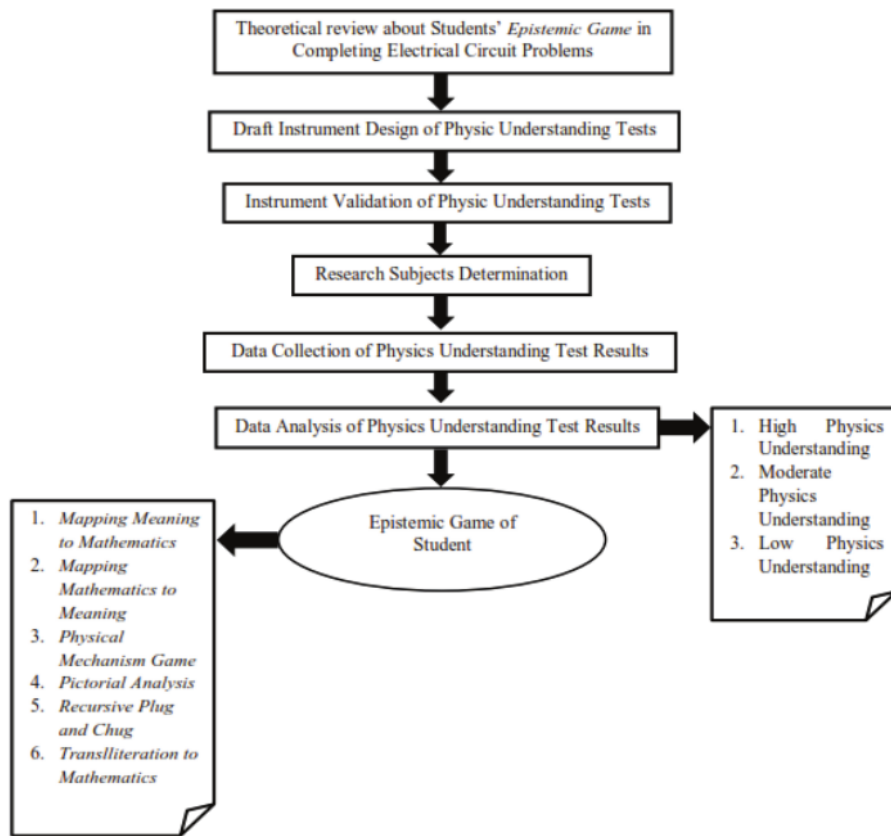 Theoretical review about Students' Epistemic Game in
Completing Electrical Circuit Problems
Draft Instrument Design of Physic Understanding Tests
Instrument Validation of Physic Understanding Tests
Research Subjects Determination
Data Collection of Physics Understanding Test Results
Data Analysis of Physics Understanding Test Results
1. High Physics
Understanding
2. Moderate
Physics
Understanding
3. Low Physics
Understanding
Epistemic Game of
Student
1. Mapping Meaning
to Mathematics
2. Mapping
Mathematics to
Meaning
3. Physical
Mechanism Game
4. Pictorial Analysis
5. Recursive Plug
and Chug
6. Translliteration to
Mathematics